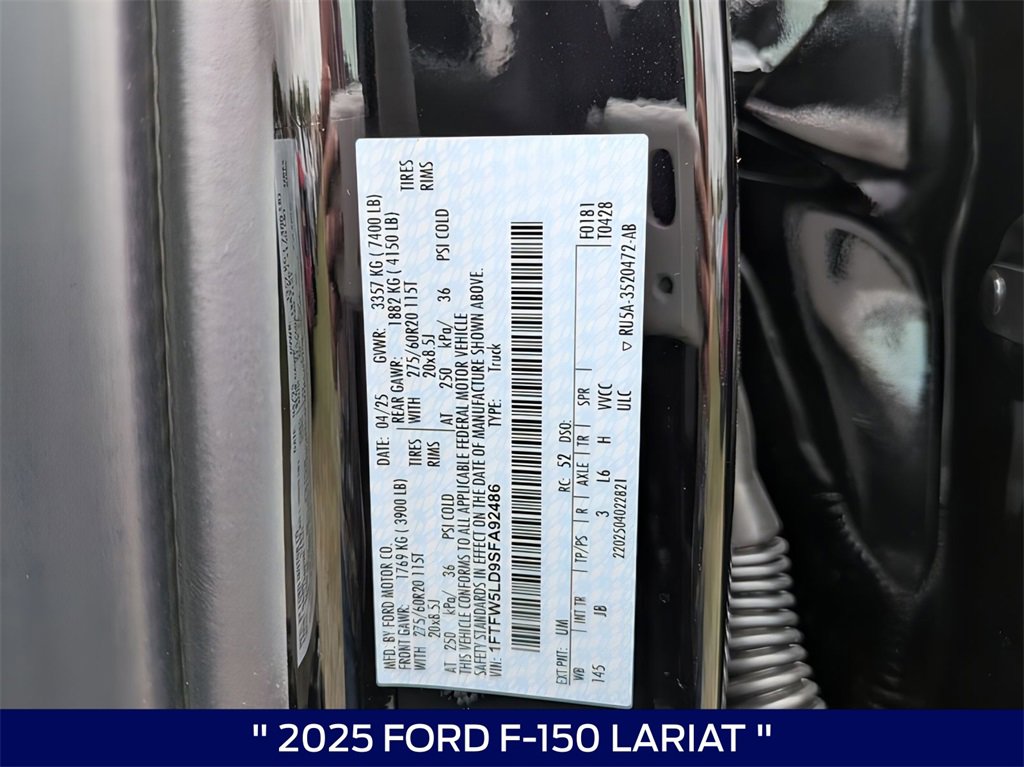 MFD. BY FORD MOTOR CO.
DATE: 04/25 GVWR: 3357 KG (7400 LB)
FRONT GAWR: 1769 KG (3900 LB)
REAR GAWR: 1882 KG (4150 LB)
WITH 275/60R20 115T TIRES
WITH 275/60R20 115T TIRES
20x8.5J RIMS
20x8.5J RIMS
AT 250 kPa/ 36 PSI COLD
AT 250 kPa/ 36 PSI COLD
THIS VEHICLE CONFORMS TO ALL APPLICABLE FEDERAL MOTOR VEHICLE
SAFETY STANDARDS IN EFFECT ON THE DATE OF MANUFACTURE SHOWN ABOVE.
VIN: 1FTFW5LD9SFA92486 TYPE: Truck
EXT PNT: UM RC: 52 DSO: F0181
T0428
WB INT TR TP/PS R AXLE TR SPR
145 JB 3 L6 H VVCC
ULC
▽ RU5A-3520472-AB
2202504022821
" 2025 FORD F-150 LARIAT "